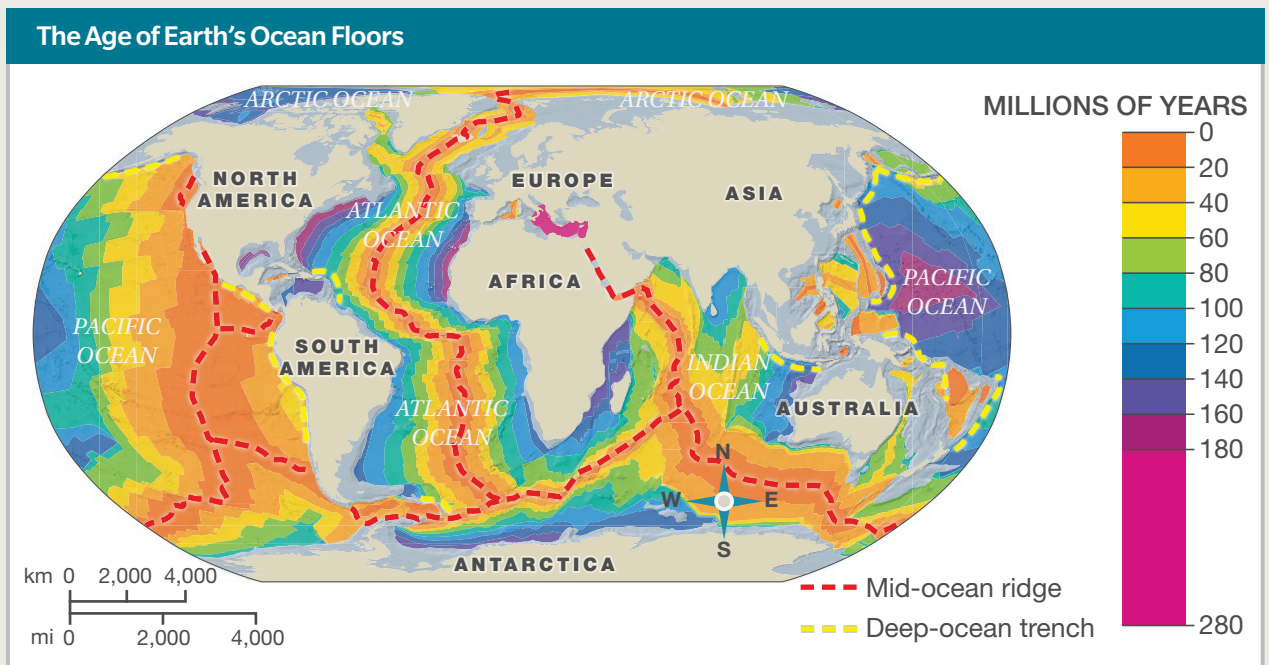 The Age of Earth's Ocean Floors
ARCTIC OCEAN
ARCTIC OCEAN
MILLIONS OF YEARS
0
20
40
60
80
100
120
140
160
180
280
NORTH
AMERICA
EUROPE
ASIA
ATLANTIC
OCEAN
AFRICA
PACIFIC
OCEAN
PACIFIC
OCEAN
SOUTH
AMERICA
INDIAN
OCEAN
ATLANTIC
OCEAN
AUSTRALIA
N
W
E
S
ANTARCTICA
km 0 2,000 4,000
mi 0 2,000 4,000
Mid-ocean ridge
Deep-ocean trench